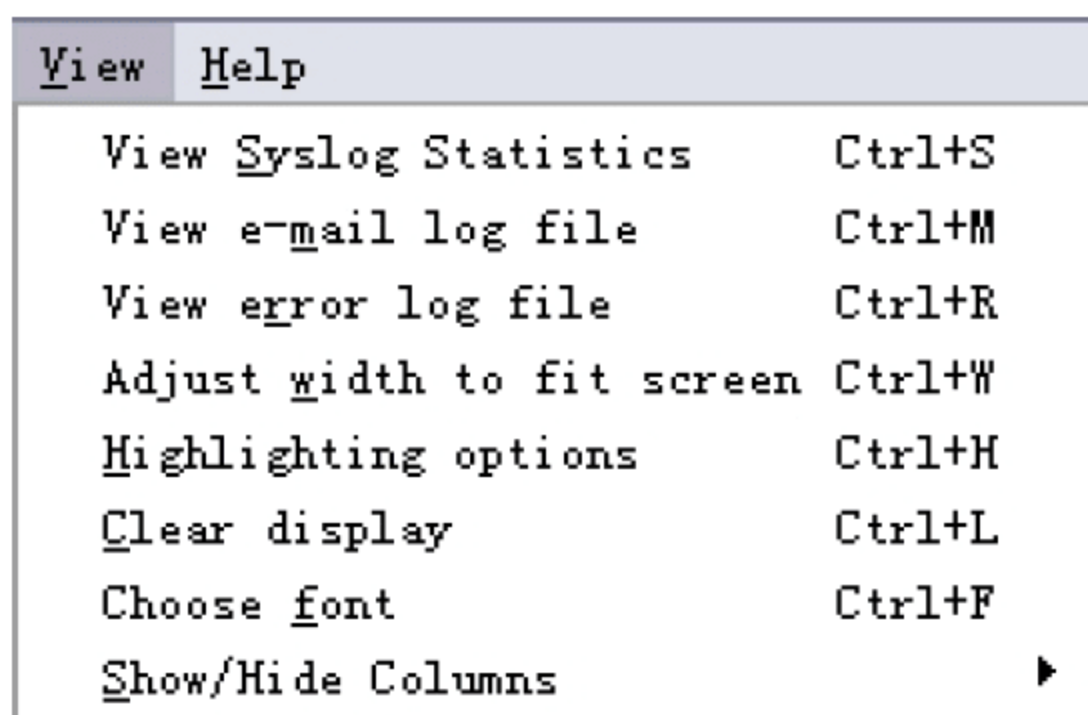 View Help
View Syslog Statistics Ctrl+S
View e-mail log file Ctrl+M
View error log file Ctrl+R
Adjust width to fit screen Ctrl+W
Highlighting options Ctrl+H
Clear display Ctrl+L
Choose font Ctrl+F
Show/Hide Columns